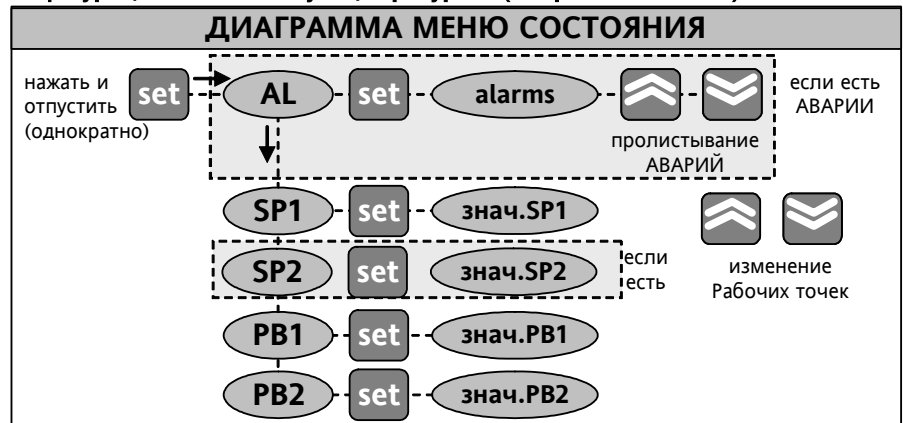 ДИАГРАММА МЕНЮ СОСТОЯНИЯ
нажать и
отпустить
(однократно)
set
AL
set
alarms
если есть
АВАРИИ
пролистывание
АВАРИЙ
SP1
set
знач.SP1
SP2
set
знач.SP2
если
есть
изменение
Рабочих точек
PB1
set
знач.PB1
PB2
set
знач.PB2